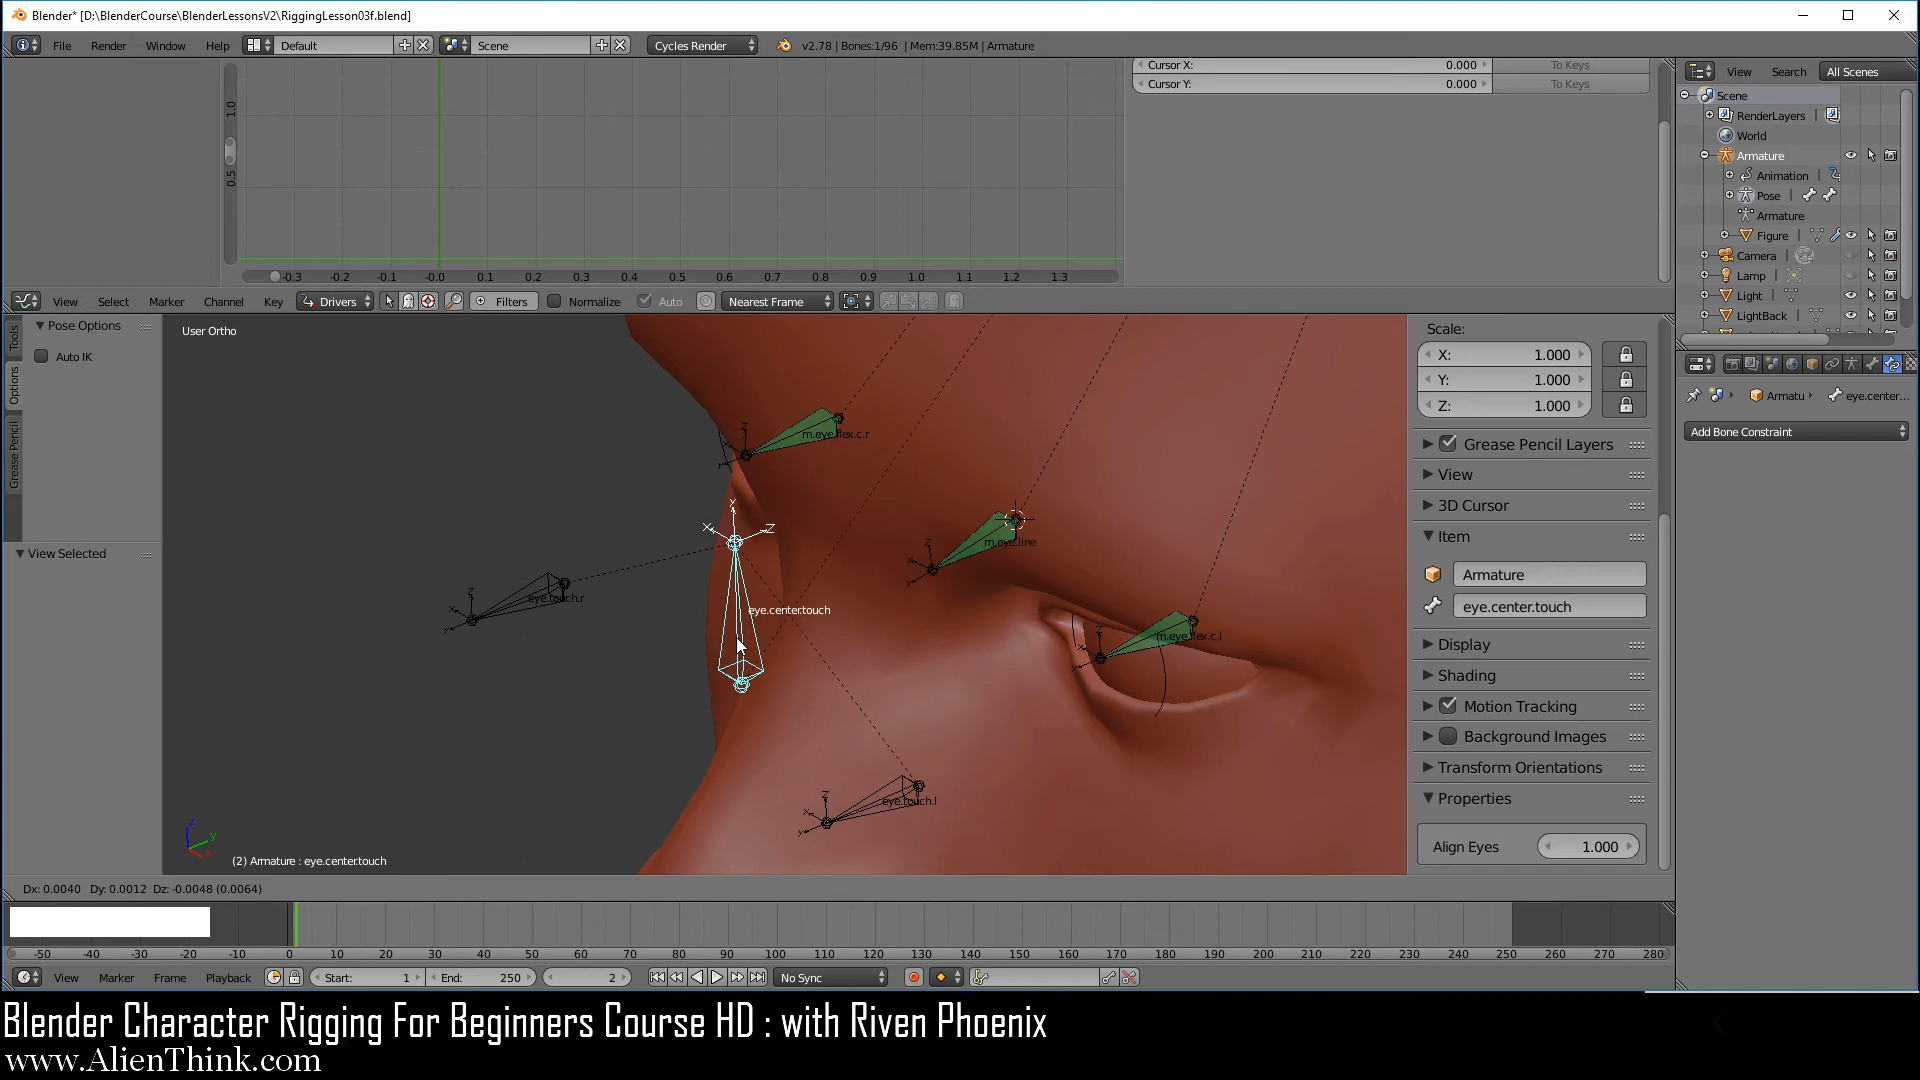 Blender* [D:\BlenderCourse\BlenderLessonsV2\RiggingLesson03f.blend]
File Render Window Help Default Scene Cycles Render v2.78 | Bones:1/96 | Mem:39.85M | Armature
Cursor X: 0.000 To Keys
Cursor Y: 0.000 To Keys
View Search All Scenes
Scene
RenderLayers
World
Armature
Animation
Pose
Armature
Figure
Camera
Lamp
Light
LightBack
1.0
0.5
-0.3 -0.2 -0.1 -0.0 0.1 0.2 0.3 0.4 0.5 0.6 0.7 0.8 0.9 1.0 1.1 1.2 1.3
View Select Marker Channel Key Drivers Filters Normalize Auto Nearest Frame
Tools
Options
Grease Pencil
Pose Options
Auto IK
View Selected
User Ortho
m.eye.flex.c.r
m.eye.line
eye.touch.r
eye.center.touch
m.eye.flex.c.l
eye.touch.l
(2) Armature : eye.center.touch
Scale:
X: 1.000
Y: 1.000
Z: 1.000
Grease Pencil Layers
View
3D Cursor
Item
Armature
eye.center.touch
Display
Shading
Motion Tracking
Background Images
Transform Orientations
Properties
Align Eyes 1.000
Armatu eye.center...
Add Bone Constraint
Dx: 0.0040 Dy: 0.0012 Dz: -0.0048 (0.0064)
-50 -40 -30 -20 -10 0 10 20 30 40 50 60 70 80 90 100 110 120 130 140 150 160 170 180 190 200 210 220 230 240 250 260 270 280
View Marker Frame Playback Start: 1 End: 250 2 No Sync
Blender Character Rigging For Beginners Course HD : with Riven Phoenix
www.AlienThink.com